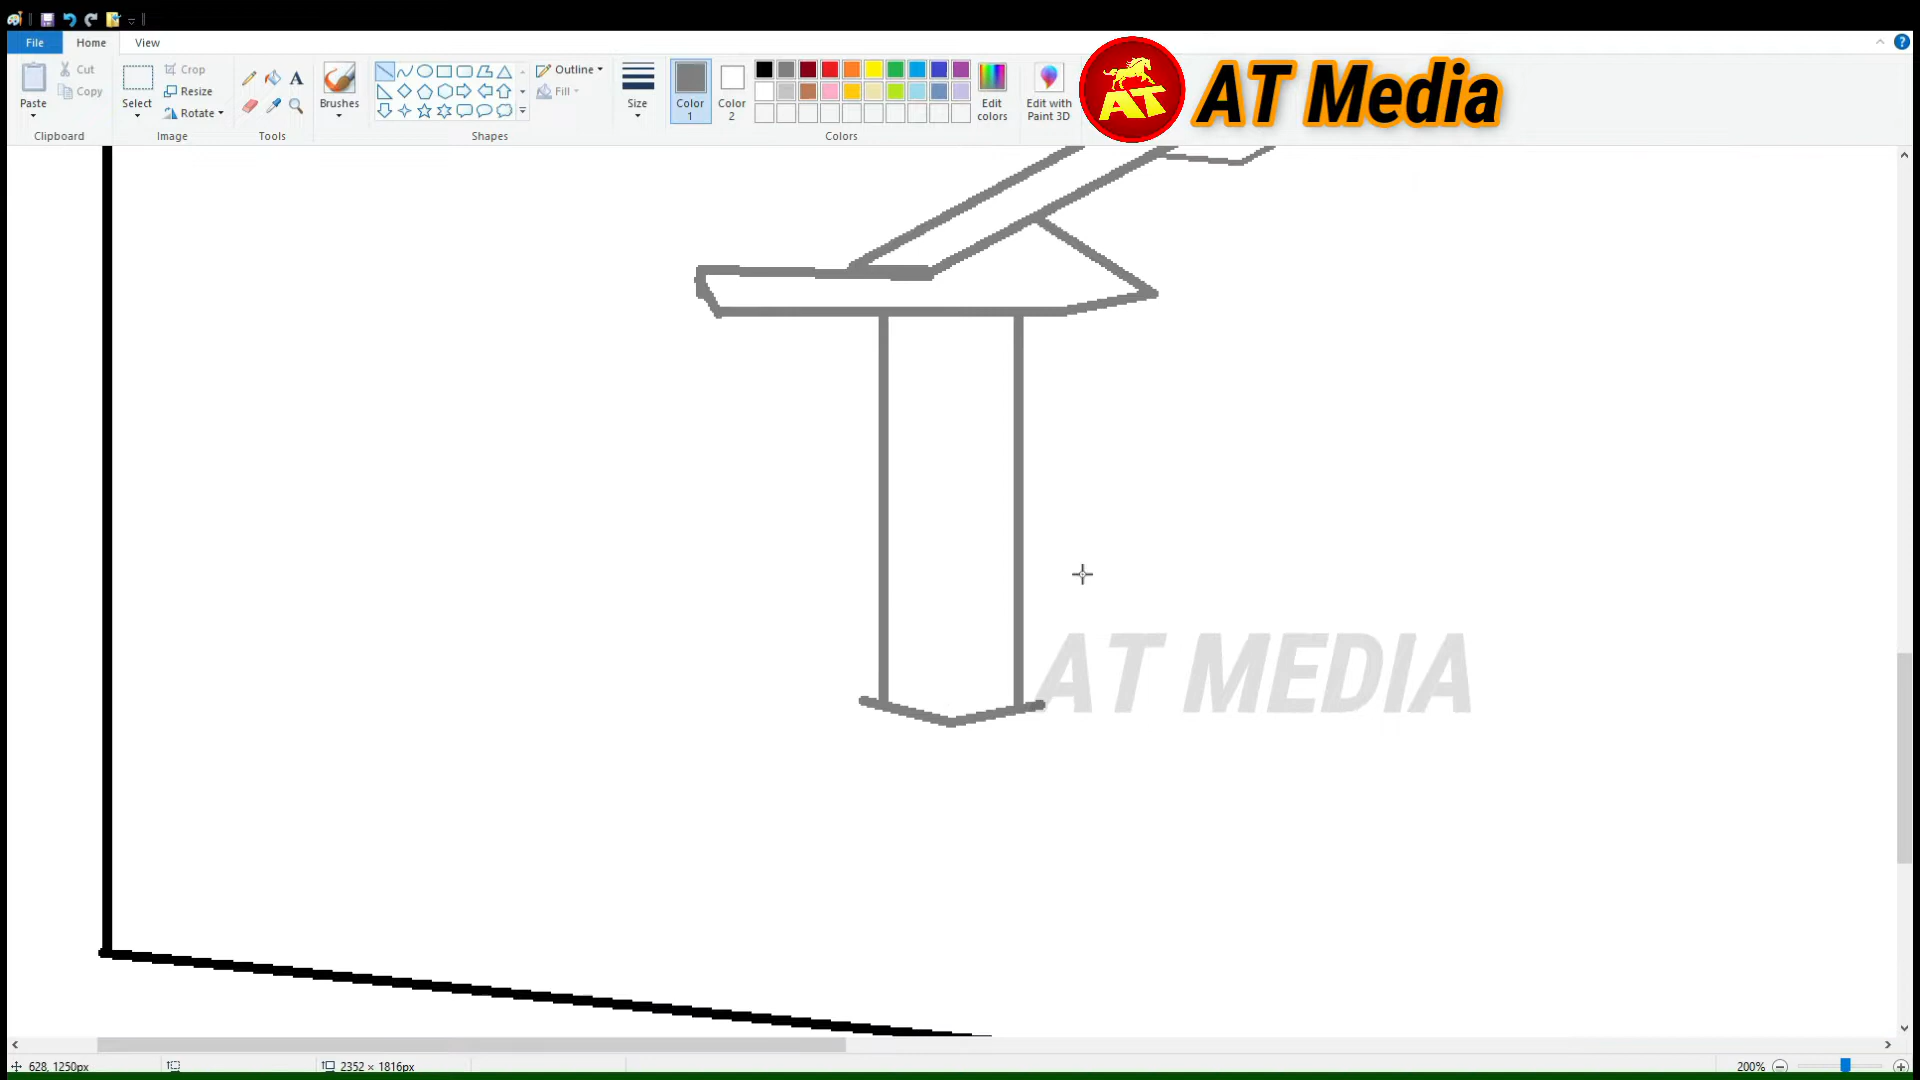 File Home View
Paste
Cut
Copy
Clipboard
Select
Crop
Resize
Rotate
Image
A
Tools
Brushes
Outline
Fill
Shapes
Size
Color 1
Color 2
Edit colors
Colors
Edit with Paint 3D
AT
AT Media
AT MEDIA
628, 1250px
2352 × 1816px
200%